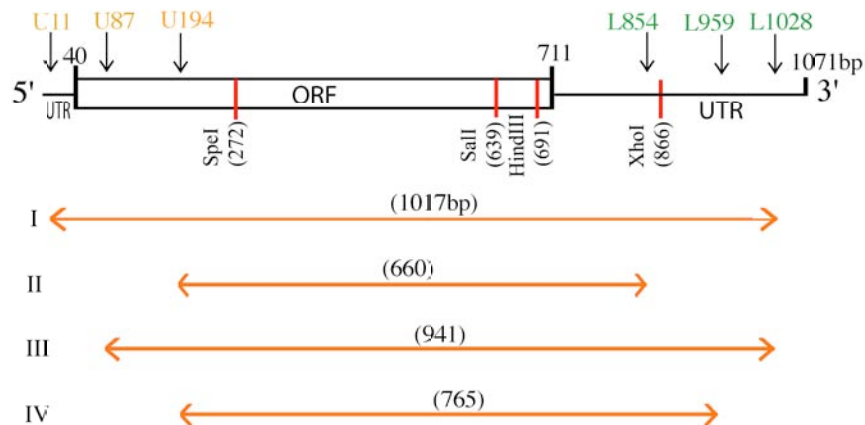 U11 U87 U194 L854 L959 L1028
40 711 1071bp
5' UTR ORF UTR 3'
SpeI (272)
SalI (639)
HindIII (691)
XhoI (866)
I (1017bp)
II (660)
III (941)
IV (765)